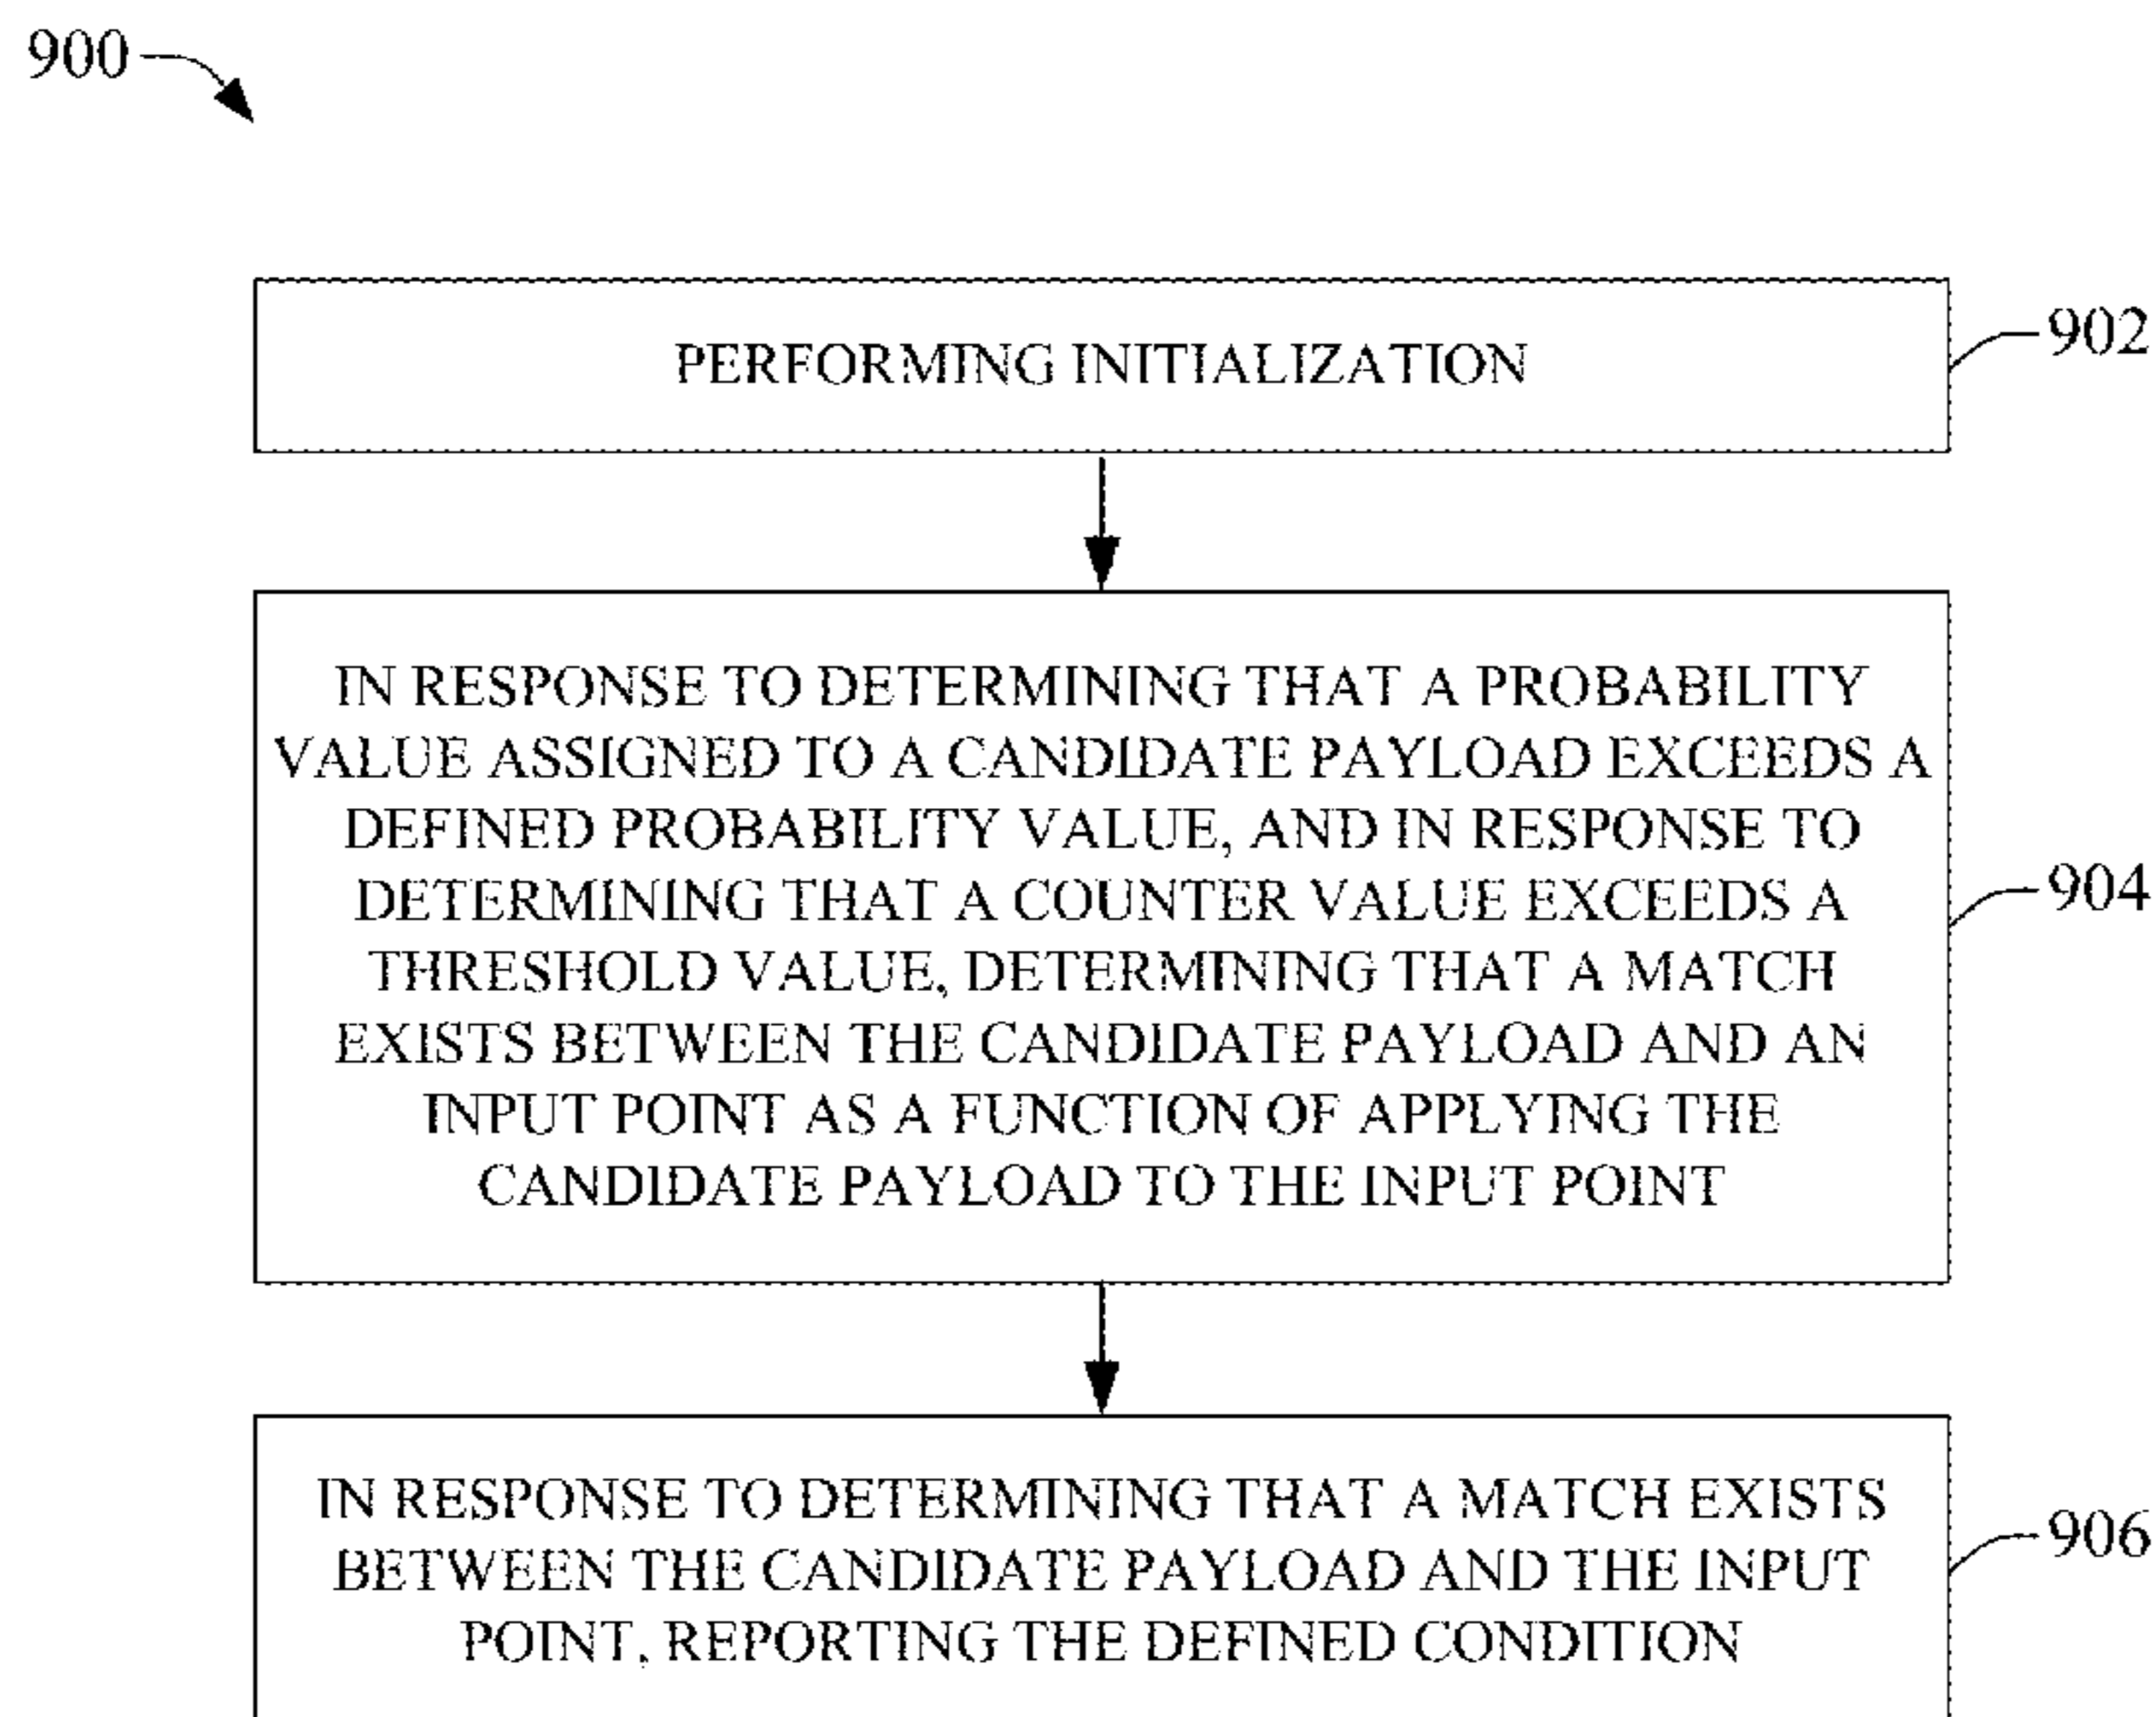 900
PERFORMING INITIALIZATION
902
IN RESPONSE TO DETERMINING THAT A PROBABILITY
VALUE ASSIGNED TO A CANDIDATE PAYLOAD EXCEEDS A
DEFINED PROBABILITY VALUE, AND IN RESPONSE TO
DETERMINING THAT A COUNTER VALUE EXCEEDS A
THRESHOLD VALUE, DETERMINING THAT A MATCH
EXISTS BETWEEN THE CANDIDATE PAYLOAD AND AN
INPUT POINT AS A FUNCTION OF APPLYING THE
CANDIDATE PAYLOAD TO THE INPUT POINT
904
IN RESPONSE TO DETERMINING THAT A MATCH EXISTS
BETWEEN THE CANDIDATE PAYLOAD AND THE INPUT
POINT, REPORTING THE DEFINED CONDITION
906